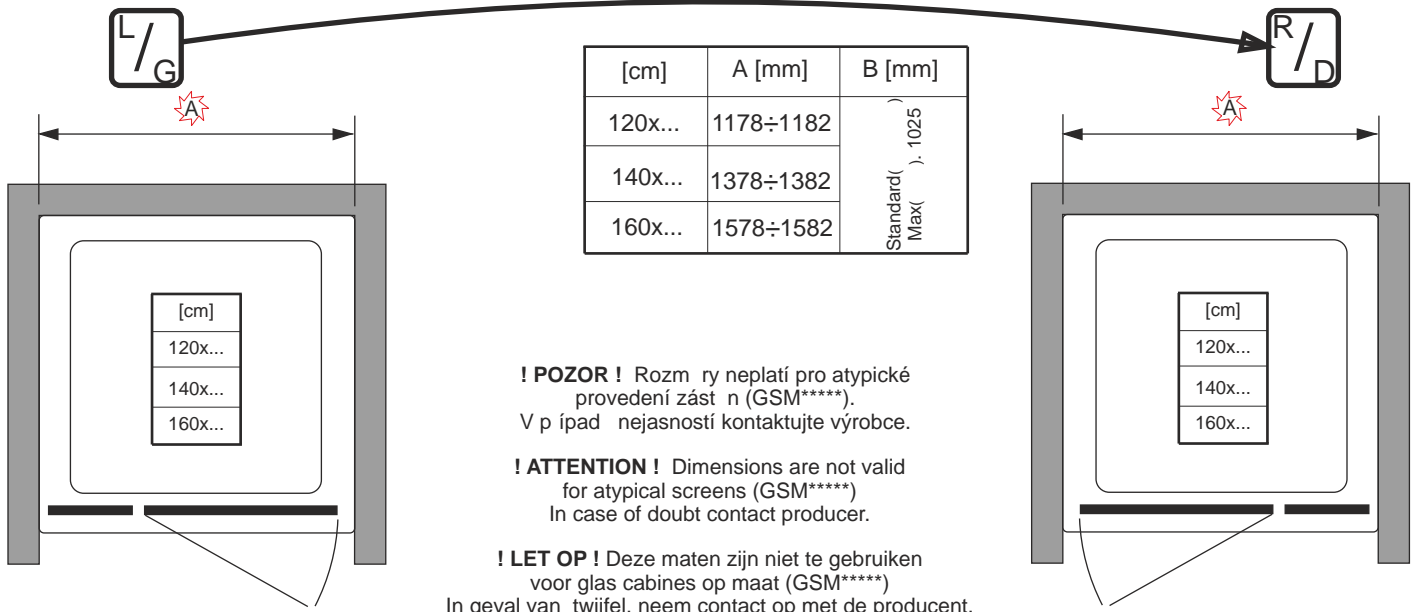 L/G
R/D
A
A
[cm] A [mm] B [mm]
120x... 1178÷1182
140x... 1378÷1382
160x... 1578÷1582
Standard( )
Max( ). 1025
[cm]
120x...
140x...
160x...
[cm]
120x...
140x...
160x...
! POZOR ! Rozm ry neplatí pro atypické
provedení zást n (GSM*****).
V p ípad nejasností kontaktujte výrobce.
! ATTENTION ! Dimensions are not valid
for atypical screens (GSM*****)
In case of doubt contact producer.
! LET OP ! Deze maten zijn niet te gebruiken
voor glas cabines op maat (GSM*****)
In geval van twijfel, neem contact op met de producent.